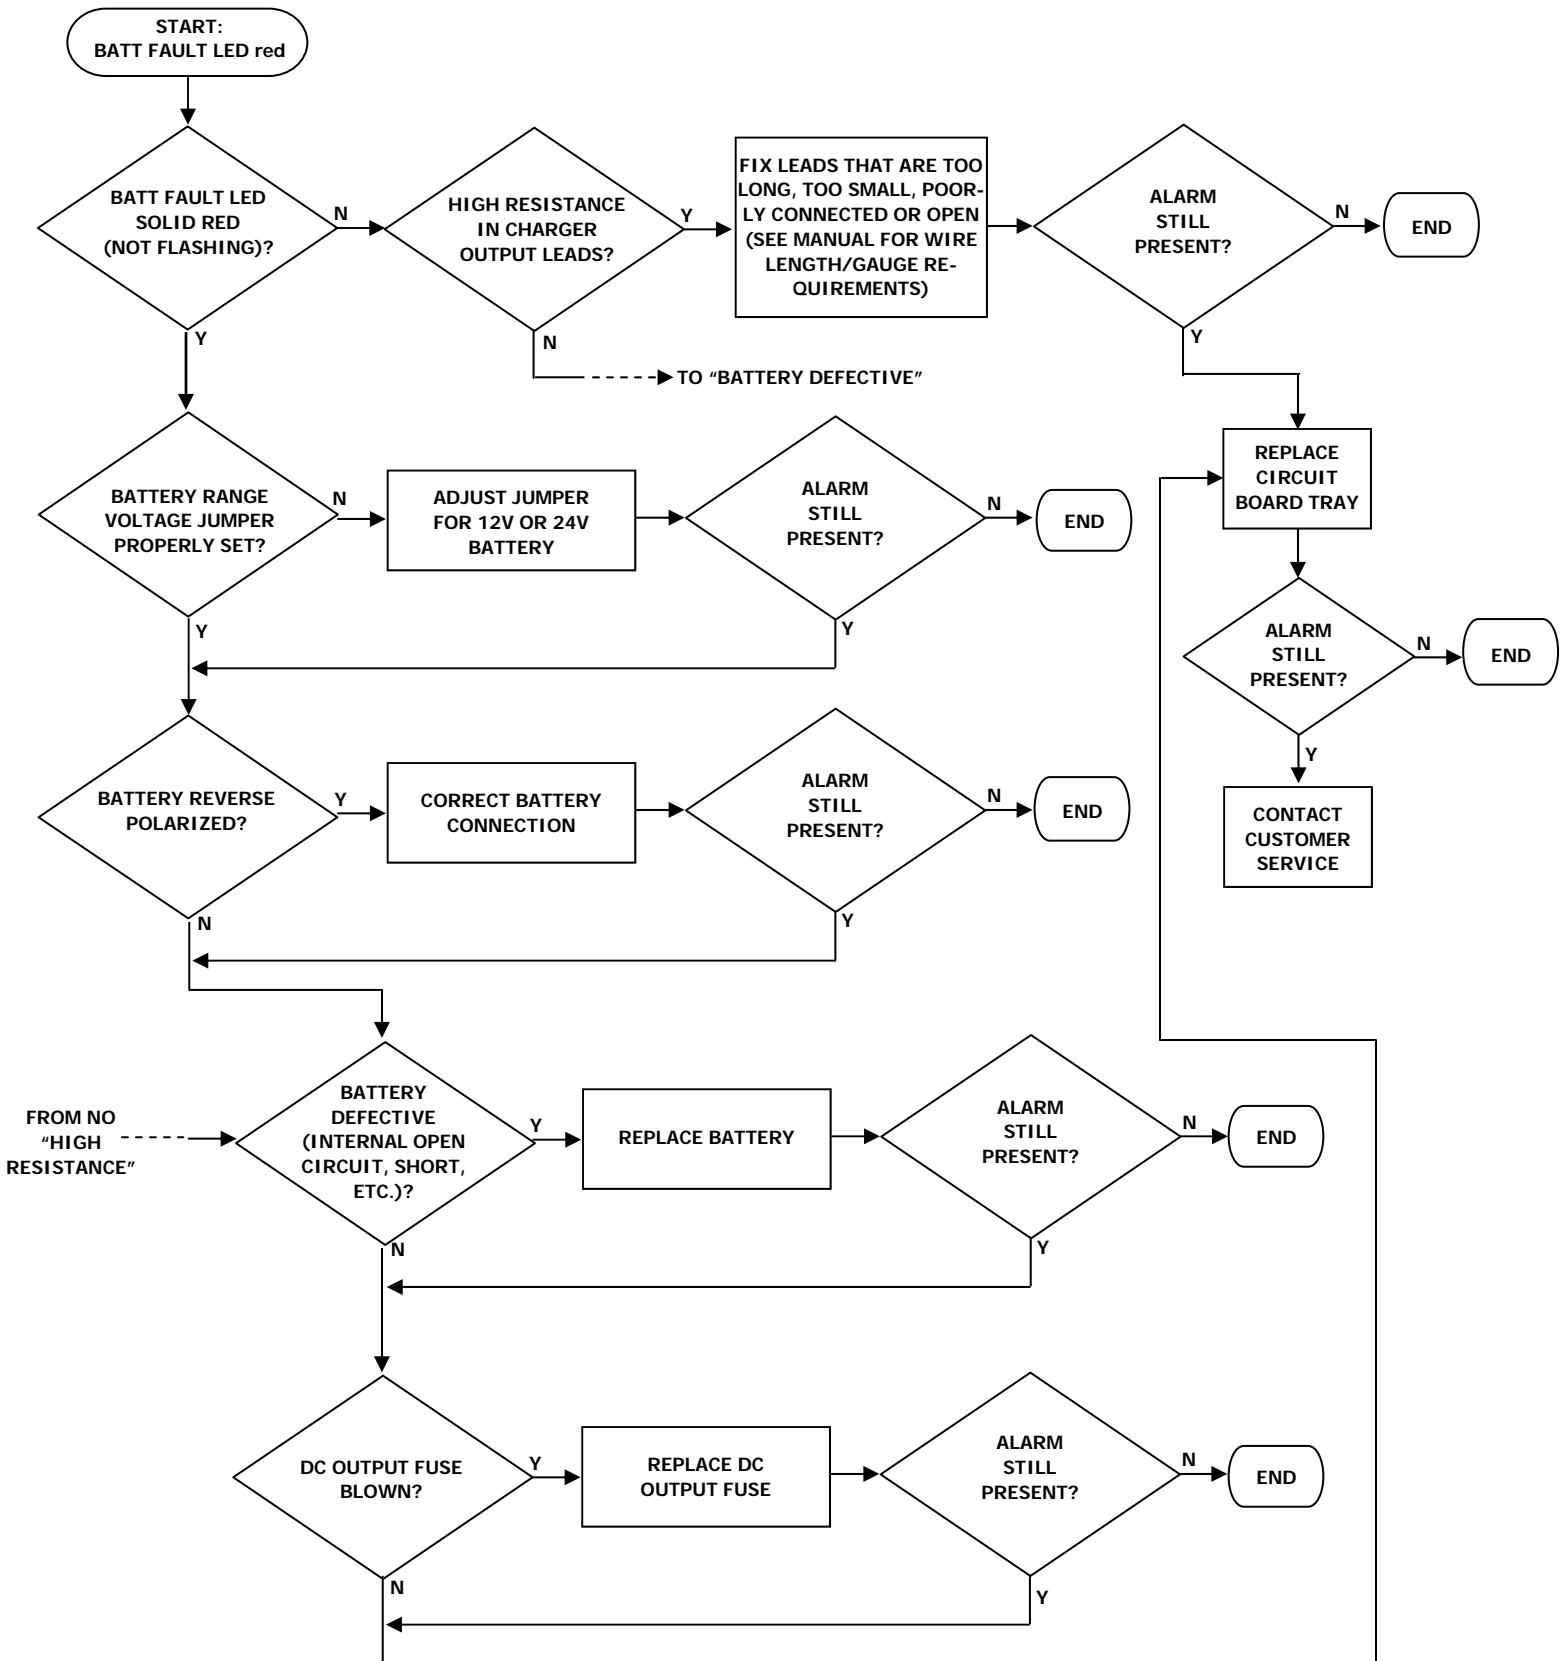 START:
BATT FAULT LED red
BATT FAULT LED
SOLID RED
(NOT FLASHING)?
N
Y
HIGH RESISTANCE
IN CHARGER
OUTPUT LEADS?
Y
N
TO “BATTERY DEFECTIVE”
FIX LEADS THAT ARE TOO
LONG, TOO SMALL, POOR-
LY CONNECTED OR OPEN
(SEE MANUAL FOR WIRE
LENGTH/GAUGE RE-
QUIREMENTS)
ALARM
STILL
PRESENT?
N
END
Y
BATTERY RANGE
VOLTAGE JUMPER
PROPERLY SET?
N
Y
ADJUST JUMPER
FOR 12V OR 24V
BATTERY
ALARM
STILL
PRESENT?
N
END
Y
REPLACE
CIRCUIT
BOARD TRAY
ALARM
STILL
PRESENT?
N
END
Y
CONTACT
CUSTOMER
SERVICE
BATTERY REVERSE
POLARIZED?
Y
N
CORRECT BATTERY
CONNECTION
ALARM
STILL
PRESENT?
N
END
Y
FROM NO
“HIGH
RESISTANCE”
BATTERY
DEFECTIVE
(INTERNAL OPEN
CIRCUIT, SHORT,
ETC.)?
Y
N
REPLACE BATTERY
ALARM
STILL
PRESENT?
N
END
Y
DC OUTPUT FUSE
BLOWN?
Y
N
REPLACE DC
OUTPUT FUSE
ALARM
STILL
PRESENT?
N
END
Y